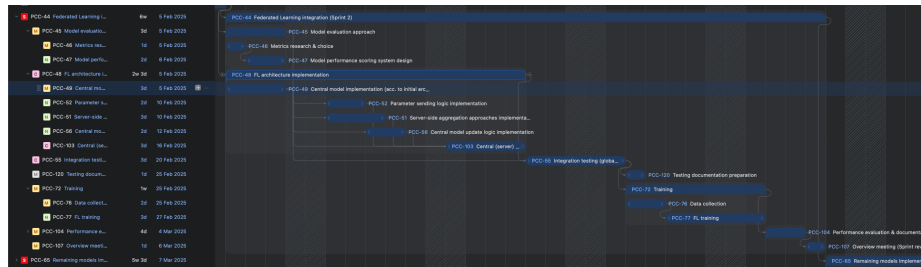 S PCC-44 Federated Learning i... 6w 5 Feb 2025 PCC-44 Federated Learning integration (Sprint 2)
M PCC-45 Model evaluatio... 3d 5 Feb 2025 PCC-45 Model evaluation approach
M PCC-46 Metrics res... 1d 5 Feb 2025 PCC-46 Metrics research & choice
PCC-47 Model perfo... 2d 6 Feb 2025 PCC-47 Model performance scoring system design
C PCC-48 FL architecture i... 2w 3d 5 Feb 2025 PCC-48 FL architecture implementation
M PCC-49 Central mo... 3d 5 Feb 2025 PCC-49 Central model implementation (acc. to initial arc...
PCC-52 Parameter s... 2d 10 Feb 2025 PCC-52 Parameter sending logic implementation
PCC-51 Server-side ... 3d 10 Feb 2025 PCC-51 Server-side aggregation approaches implementa...
PCC-56 Central mo... 2d 12 Feb 2025 PCC-56 Central model update logic implementation
C PCC-103 Central (se... 3d 18 Feb 2025 PCC-103 Central (server) ...
C PCC-55 Integration testi... 3d 20 Feb 2025 PCC-55 Integration testing (globa...
M PCC-120 Testing docum... 1d 25 Feb 2025 PCC-120 Testing documentation preparation
M PCC-72 Training 1w 25 Feb 2025 PCC-72 Training
M PCC-76 Data collect... 2d 25 Feb 2025 PCC-76 Data collection
PCC-77 FL training 3d 27 Feb 2025 PCC-77 FL training
M PCC-104 Performance e... 4d 4 Mar 2025 PCC-104 Performance evaluation & document
M PCC-107 Overview meeti... 1d 6 Mar 2025 PCC-107 Overview meeting (Sprint rev
S PCC-65 Remaining models im... 5w 3d 7 Mar 2025 PCC-65 Remaining models implemen